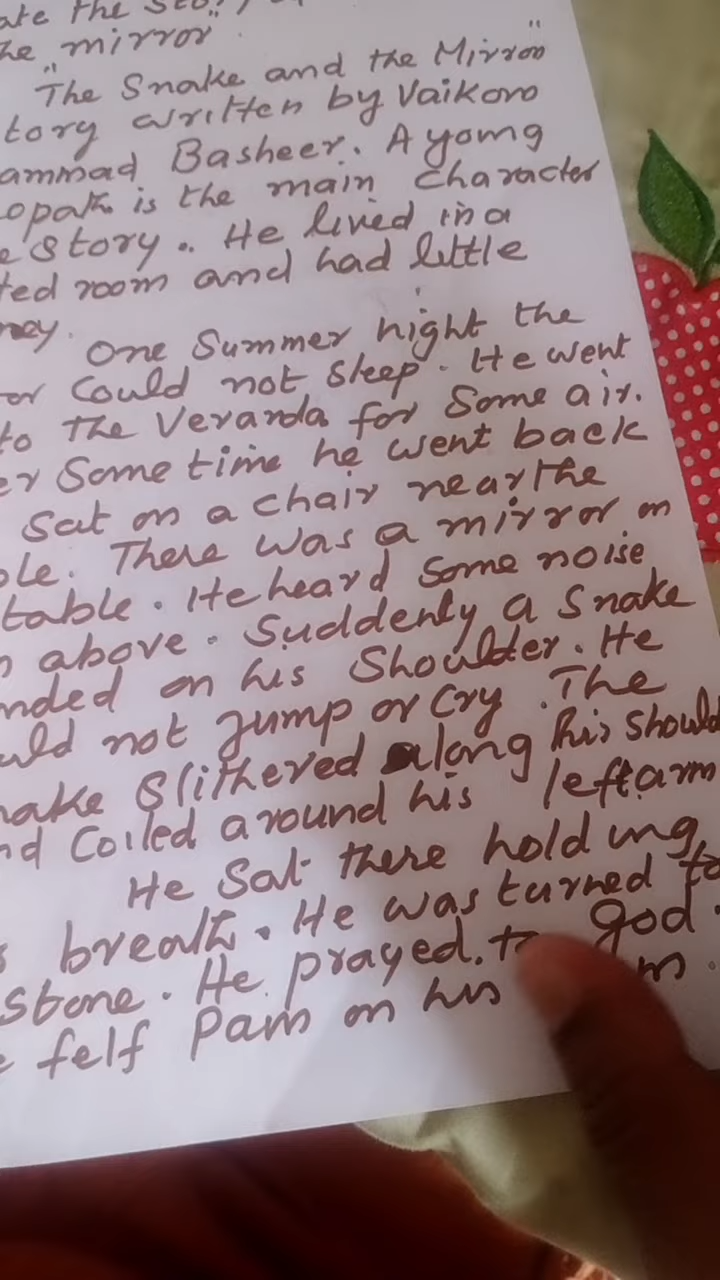 ate the Sto
he "mirror".
"The Snake and the Mirror"
tory written by Vaikom
ammad Basheer. A young
opath is the main character
e Story.. He lived in a
ted room and had little
ney.
One Summer night the
or Could not Sleep. He went
to the Veranda for Some air.
er Some time he went back
Sat on a chair near the
ble. There was a mirror on
table. He heard Some noise
m above. Suddenly a Snake
nded on his Shoulder. He
uld not Jump or Cry. The
nake Slithered along his Should
nd Coiled around his left arm
He Sat there holding
s breath. He was turned to
Stone. He prayed. to god.
e felf Pam on his m.